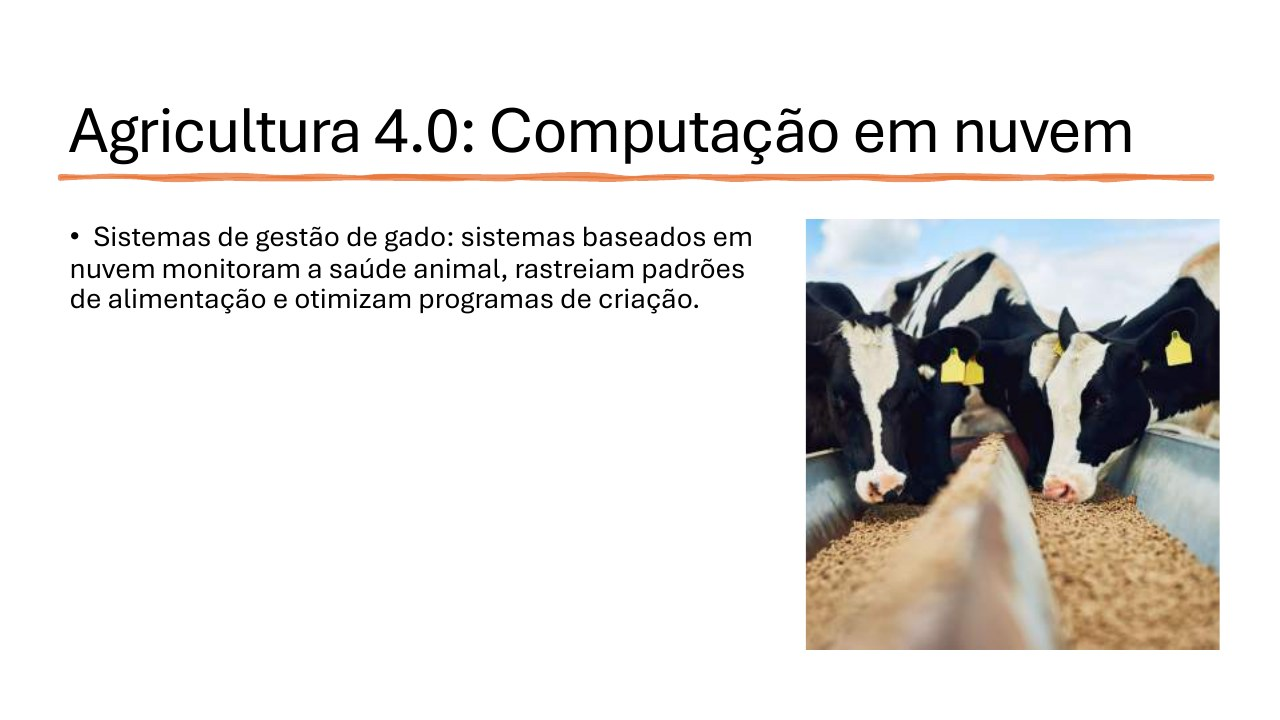 Agricultura 4.0: Computação em nuvem
• Sistemas de gestão de gado: sistemas baseados em
nuvem monitoram a saúde animal, rastreiam padrões
de alimentação e otimizam programas de criação.